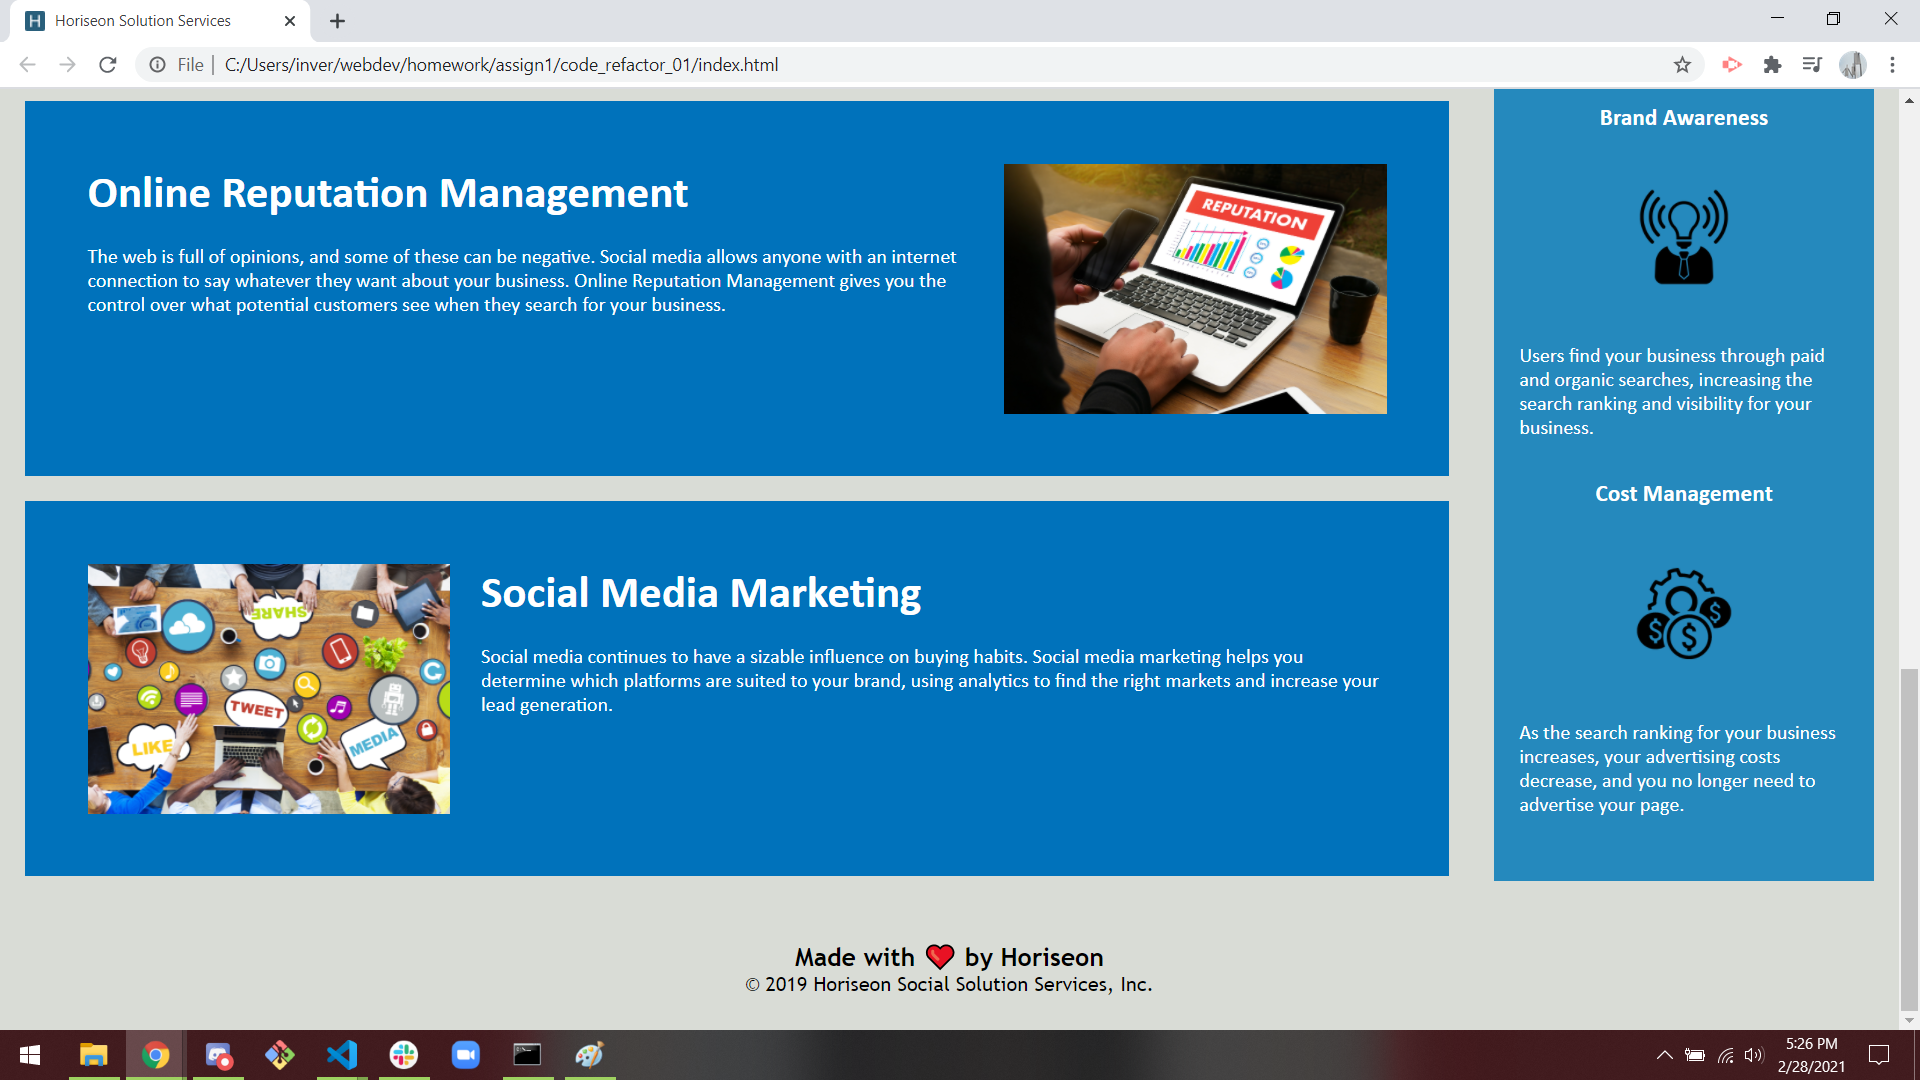 Horiseon Solution Services
File
C:/Users/inver/webdev/homework/assign1/code_refactor_01/index.html
Online Reputation Management
The web is full of opinions, and some of these can be negative. Social media allows anyone with an internet
connection to say whatever they want about your business. Online Reputation Management gives you the
control over what potential customers see when they search for your business.
REPUTATION
Social Media Marketing
Social media continues to have a sizable influence on buying habits. Social media marketing helps you
determine which platforms are suited to your brand, using analytics to find the right markets and increase your
lead generation.
SHARE
TWEET
LIKE
MEDIA
Brand Awareness
Users find your business through paid
and organic searches, increasing the
search ranking and visibility for your
business.
Cost Management
As the search ranking for your business
increases, your advertising costs
decrease, and you no longer need to
advertise your page.
Made with ❤ by Horiseon
© 2019 Horiseon Social Solution Services, Inc.
5:26 PM
2/28/2021